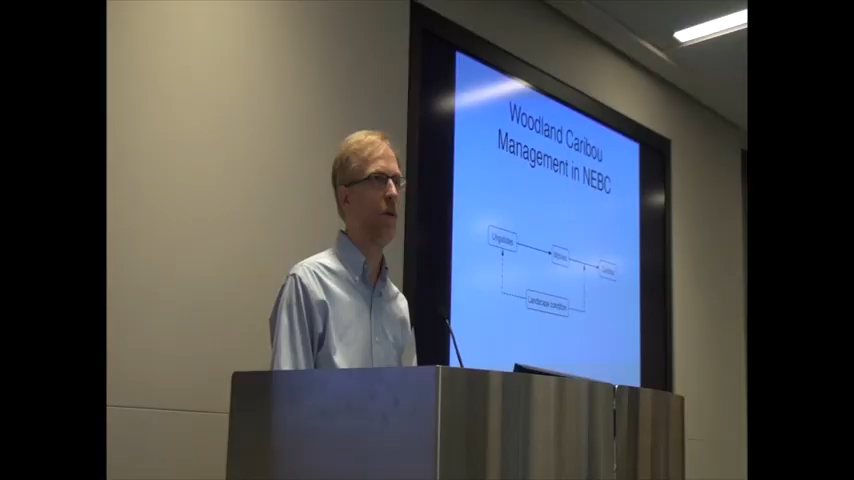 Woodland Caribou
Management in NEBC
Ungulates
Wolves
Caribou
Landscape condition